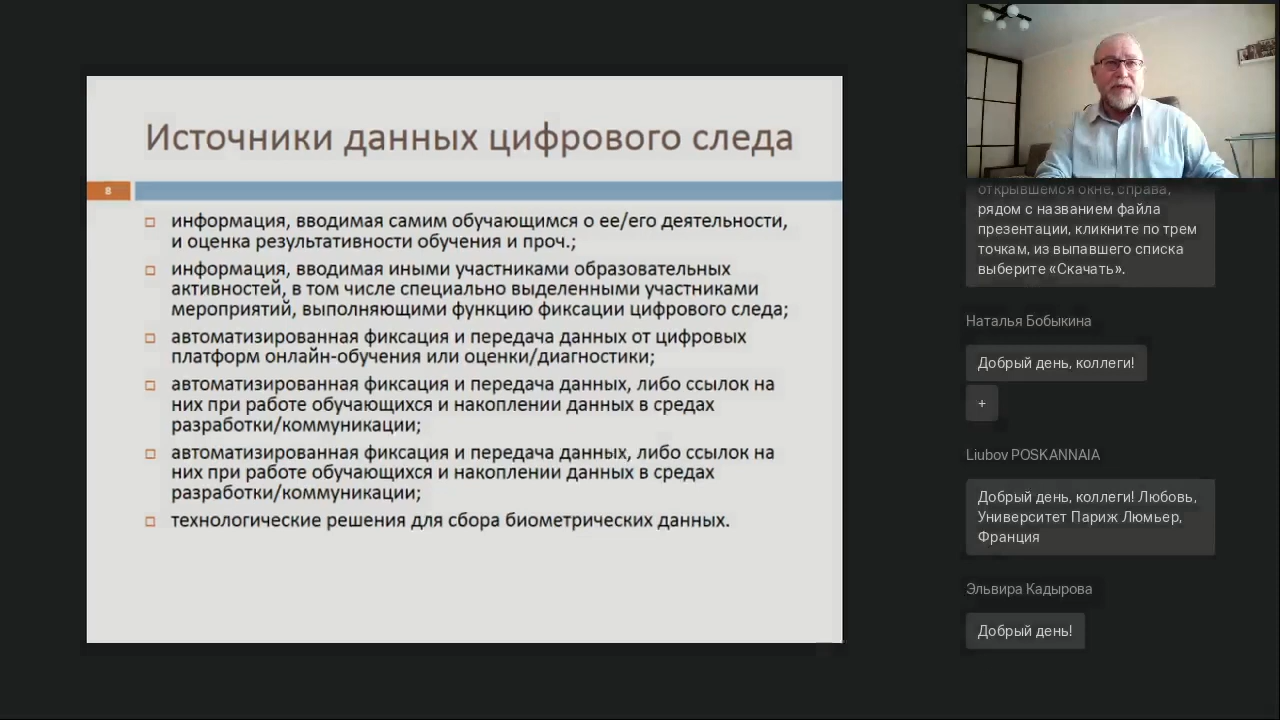 Источники данных цифрового следа
8
□ информация, вводимая самим обучающимся о ее/его деятельности,
и оценка результативности обучения и проч.;
□ информация, вводимая иными участниками образовательных
активностей, в том числе специально выделенными участниками
мероприятий, выполняющими функцию фиксации цифрового следа;
□ автоматизированная фиксация и передача данных от цифровых
платформ онлайн-обучения или оценки/диагностики;
□ автоматизированная фиксация и передача данных, либо ссылок на
них при работе обучающихся и накоплении данных в средах
разработки/коммуникации;
□ автоматизированная фиксация и передача данных, либо ссылок на
них при работе обучающихся и накоплении данных в средах
разработки/коммуникации;
□ технологические решения для сбора биометрических данных.
открывшемся окне, справа,
рядом с названием файла
презентации, кликните по трем
точкам, из выпавшего списка
выберите «Скачать».
Наталья Бобыкина
Добрый день, коллеги!
+
Liubov POSKANNAIA
Добрый день, коллеги! Любовь,
Университет Париж Люмьер,
Франция
Эльвира Кадырова
Добрый день!